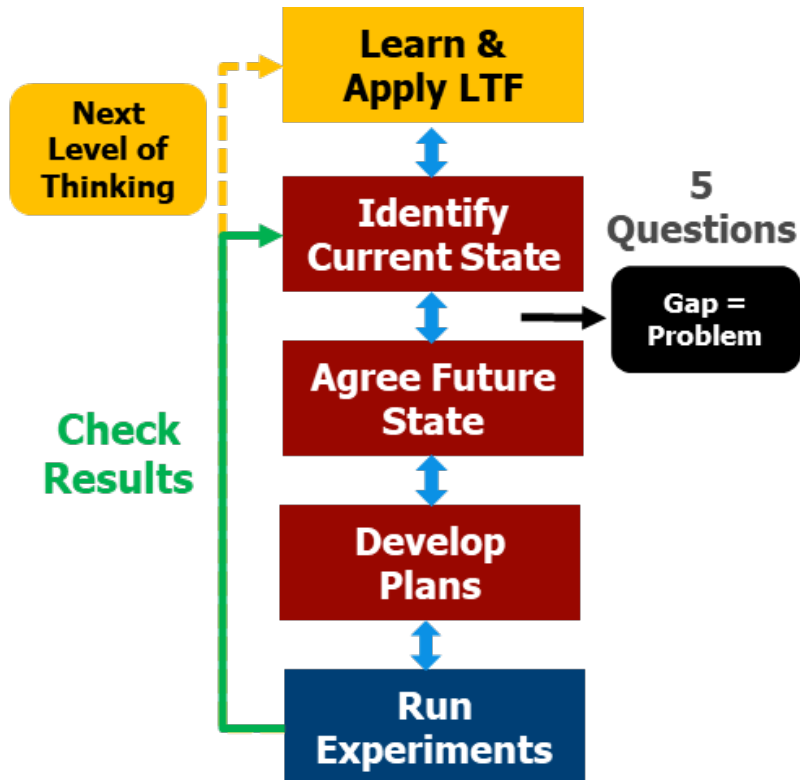 Learn &
Apply LTF
Next
Level of
Thinking
Identify
Current State
5
Questions
Gap =
Problem
Agree Future
State
Check
Results
Develop
Plans
Run
Experiments